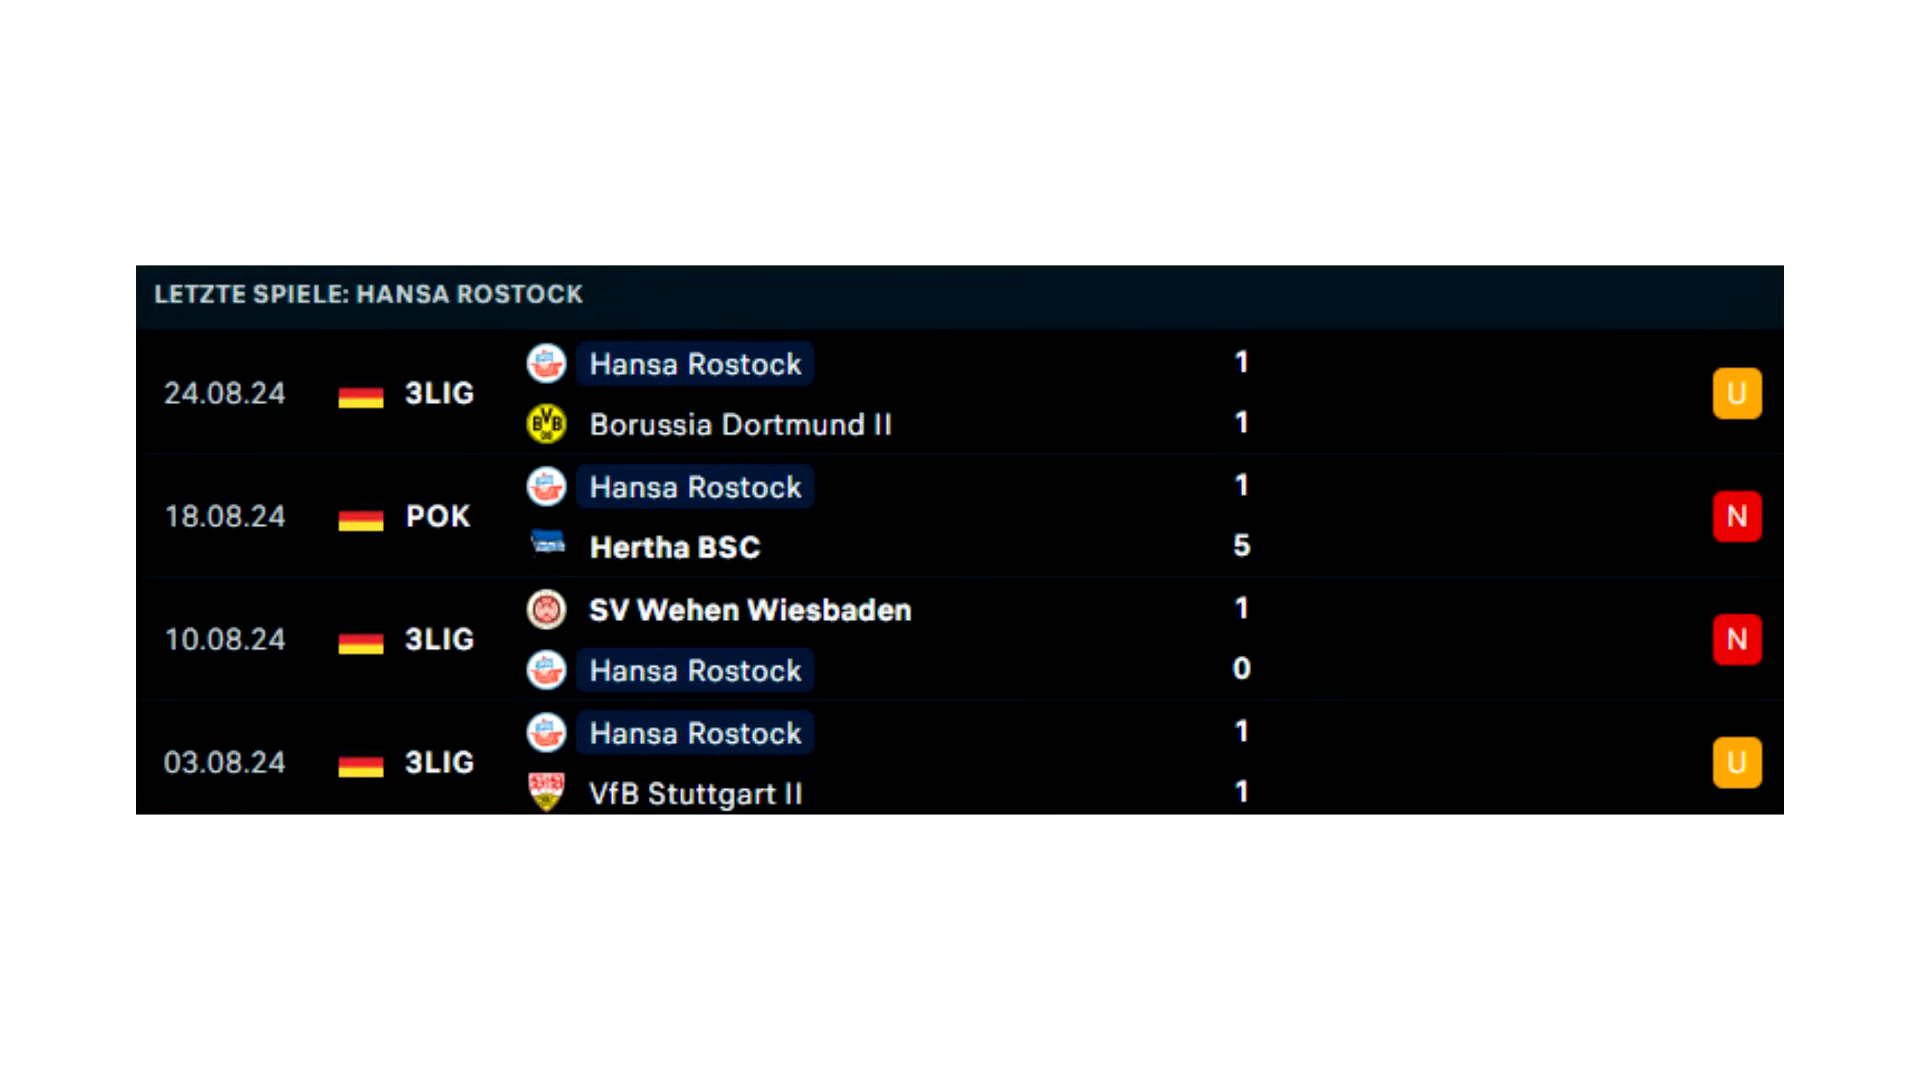 LETZTE SPIELE: HANSA ROSTOCK
24.08.24 3LIG Hansa Rostock 1 U
Borussia Dortmund II 1
18.08.24 POK Hansa Rostock 1 N
Hertha BSC 5
10.08.24 3LIG SV Wehen Wiesbaden 1 N
Hansa Rostock 0
03.08.24 3LIG Hansa Rostock 1 U
VfB Stuttgart II 1